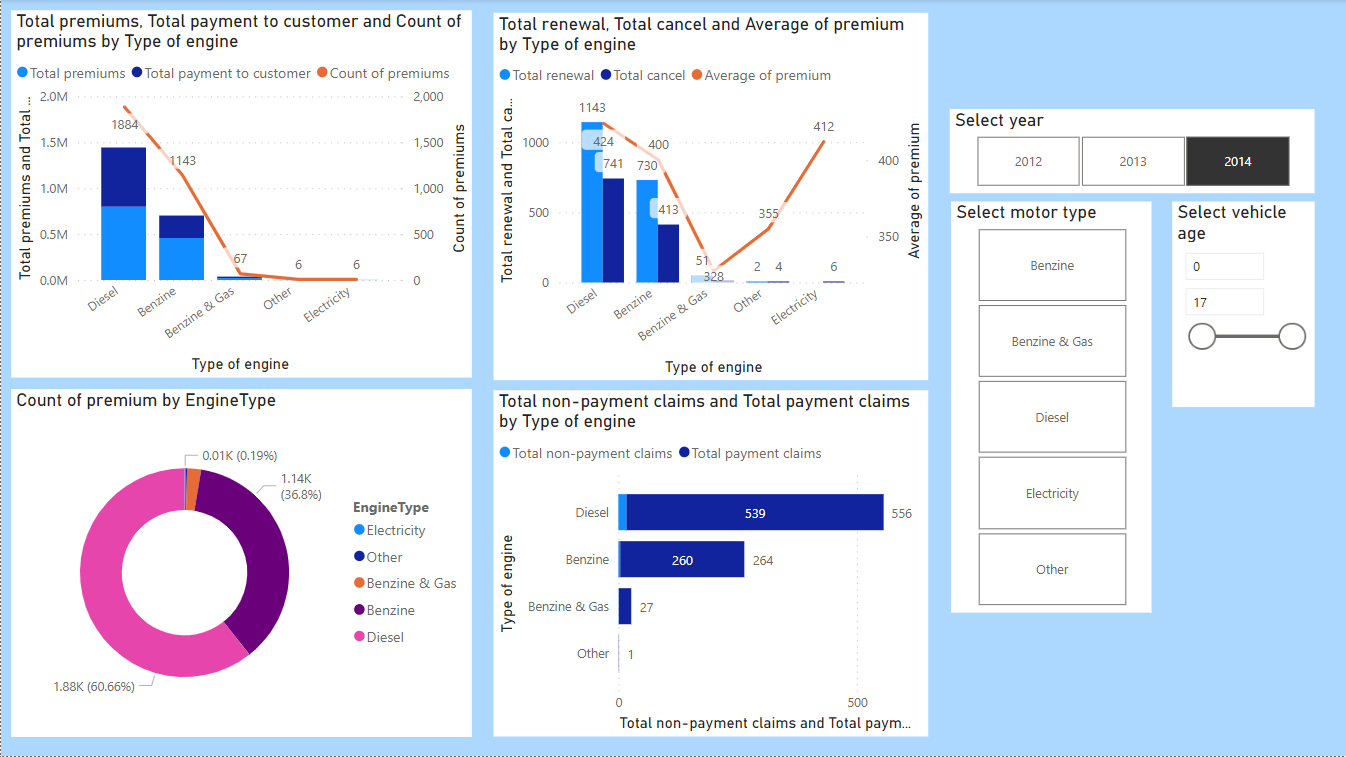 Total premiums, Total payment to customer and Count of
premiums by Type of engine
Total premiums Total payment to customer Count of premiums
Total premiums and Total ...
2.0M
1.5M
1.0M
0.5M
0.0M
1884
1143
67
6
6
2,000
1,500
1,000
500
0
Count of premiums
Diesel
Benzine
Benzine & Gas
Other
Electricity
Type of engine
Total renewal, Total cancel and Average of premium
by Type of engine
Total renewal Total cancel Average of premium
Total renewal and Total ca...
1000
500
0
1143
424
741
400
730
413
51
328
2
4
355
412
6
400
350
Average of premium
Diesel
Benzine
Benzine & Gas
Other
Electricity
Type of engine
Select year
2012
2013
2014
Select motor type
Benzine
Benzine & Gas
Diesel
Electricity
Other
Select vehicle
age
0
17
Count of premium by EngineType
0.01K (0.19%)
1.14K
(36.8%)
1.88K (60.66%)
EngineType
Electricity
Other
Benzine & Gas
Benzine
Diesel
Total non-payment claims and Total payment claims
by Type of engine
Total non-payment claims Total payment claims
Type of engine
Diesel
539
556
Benzine
260
264
Benzine & Gas
27
Other
1
0
500
Total non-payment claims and Total paym...